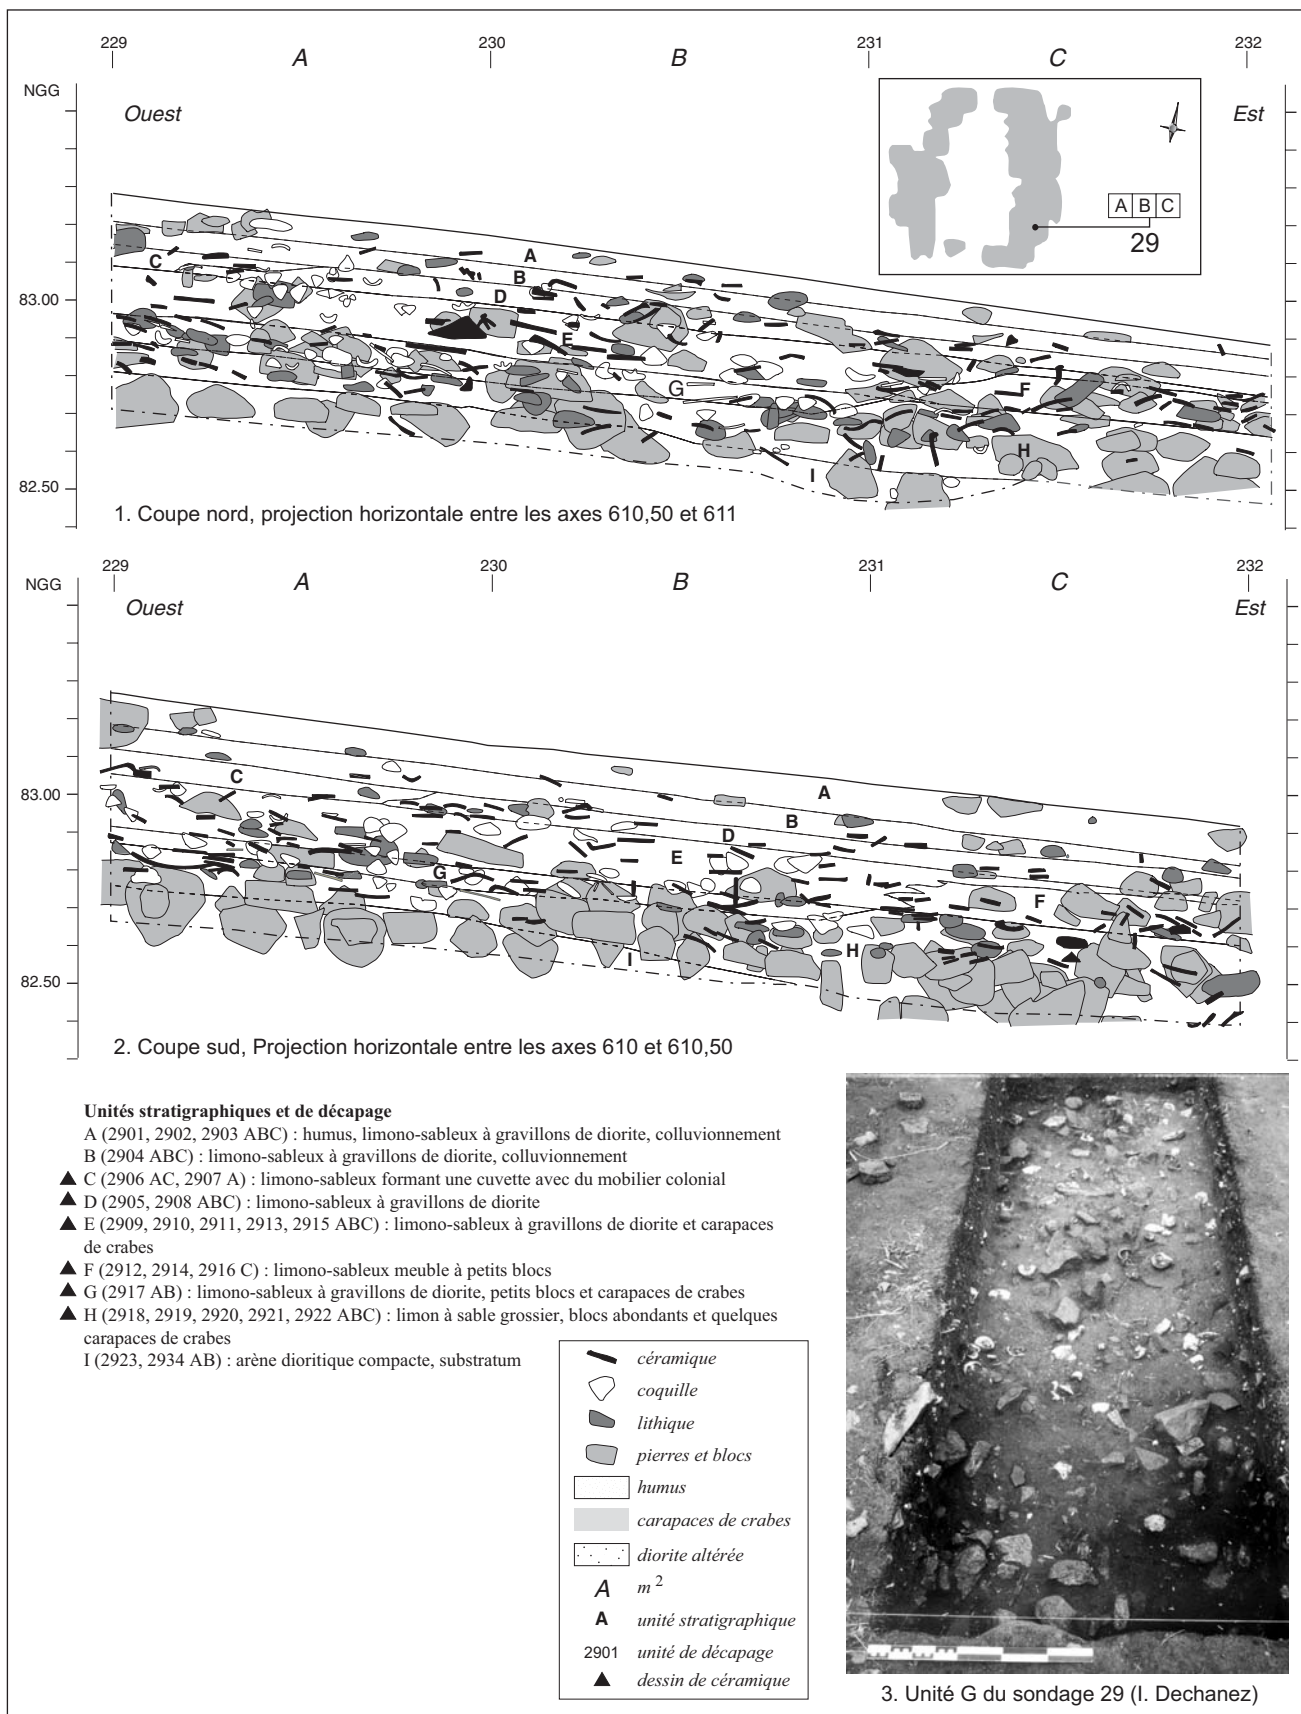 229 A 230 B 231 C 232
NGG
Ouest
Est
A B C
29
A
B
C
D
83.00
E
F
G
H
I
82.50
1. Coupe nord, projection horizontale entre les axes 610,50 et 611
229 A 230 B 231 C 232
NGG
Ouest
Est
C
83.00
A
B
D
E
G
F
H
I
82.50
2. Coupe sud, Projection horizontale entre les axes 610 et 610,50
Unités stratigraphiques et de décapage
A (2901, 2902, 2903 ABC) : humus, limono-sableux à gravillons de diorite, colluvionnement
B (2904 ABC) : limono-sableux à gravillons de diorite, colluvionnement
C (2906 AC, 2907 A) : limono-sableux formant une cuvette avec du mobilier colonial
D (2905, 2908 ABC) : limono-sableux à gravillons de diorite
E (2909, 2910, 2911, 2913, 2915 ABC) : limono-sableux à gravillons de diorite et carapaces
de crabes
F (2912, 2914, 2916 C) : limono-sableux meuble à petits blocs
G (2917 AB) : limono-sableux à gravillons de diorite, petits blocs et carapaces de crabes
H (2918, 2919, 2920, 2921, 2922 ABC) : limon à sable grossier, blocs abondants et quelques
carapaces de crabes
I (2923, 2934 AB) : arène dioritique compacte, substratum
céramique
coquille
lithique
pierres et blocs
humus
carapaces de crabes
diorite altérée
A m 2
A unité stratigraphique
2901 unité de décapage
dessin de céramique
3. Unité G du sondage 29 (I. Dechanez)